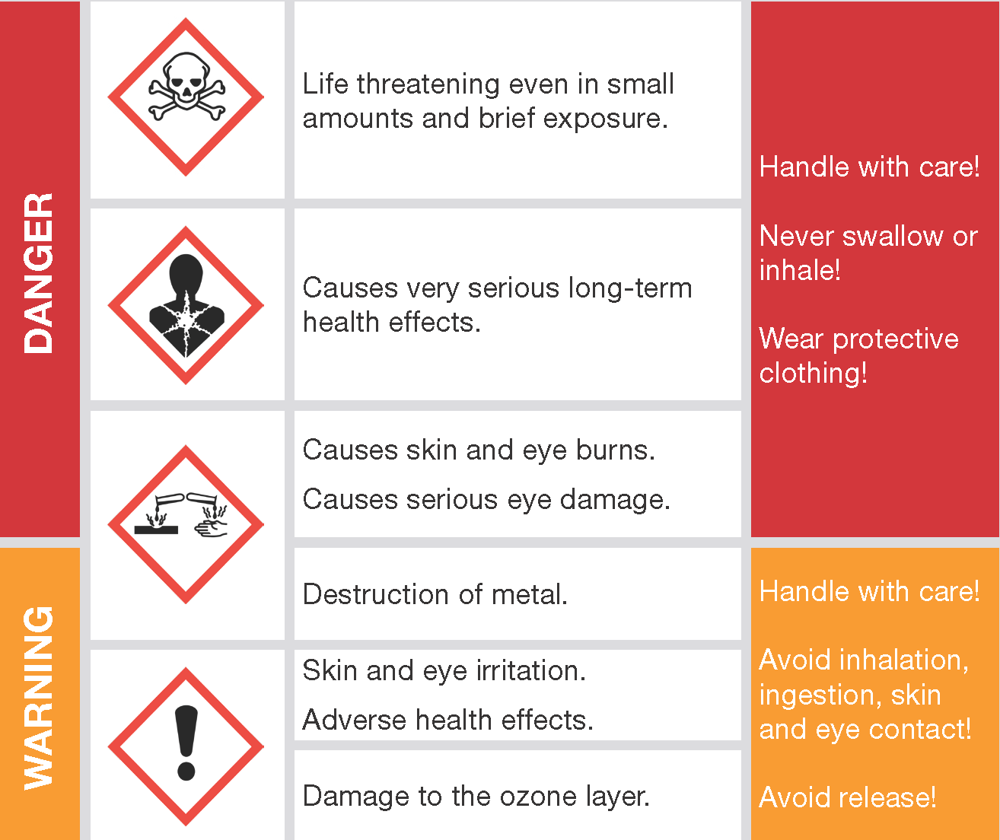 DANGER
Life threatening even in small
amounts and brief exposure.
Causes very serious long-term
health effects.
Causes skin and eye burns.
Causes serious eye damage.
Handle with care!
Never swallow or
inhale!
Wear protective
clothing!
WARNING
Destruction of metal.
Skin and eye irritation.
Adverse health effects.
Damage to the ozone layer.
Handle with care!
Avoid inhalation,
ingestion, skin
and eye contact!
Avoid release!